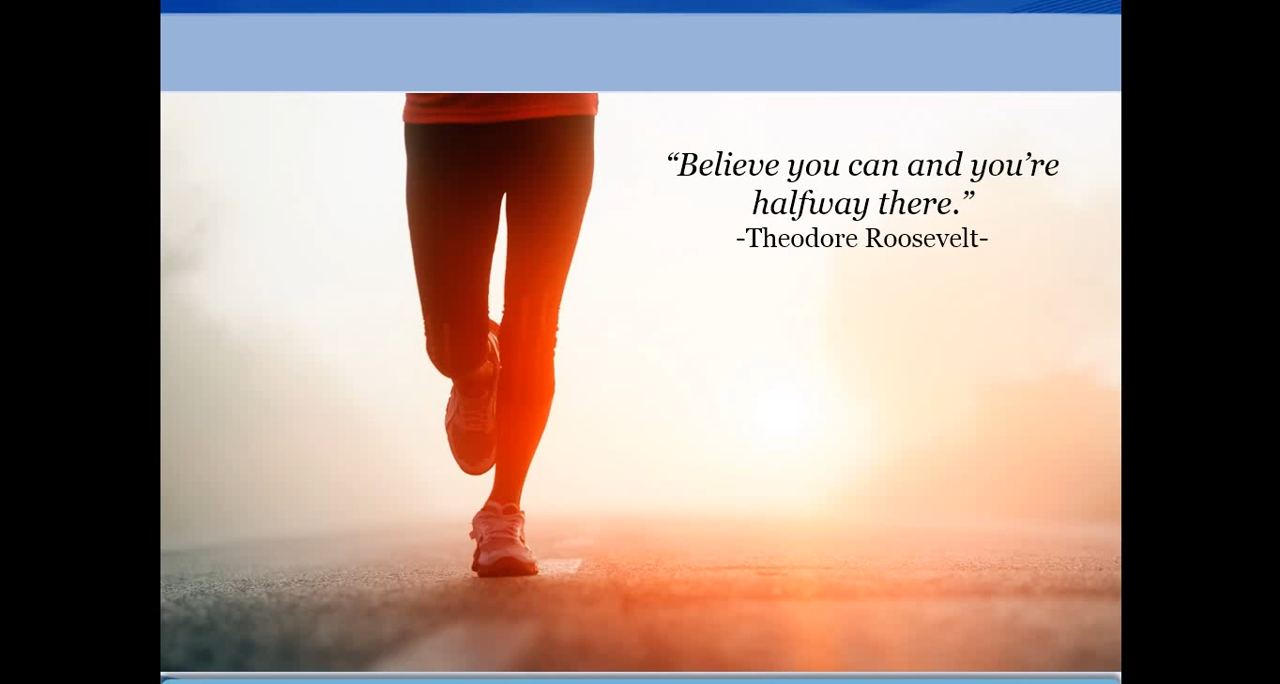 “Believe you can and you’re
halfway there.”
-Theodore Roosevelt-